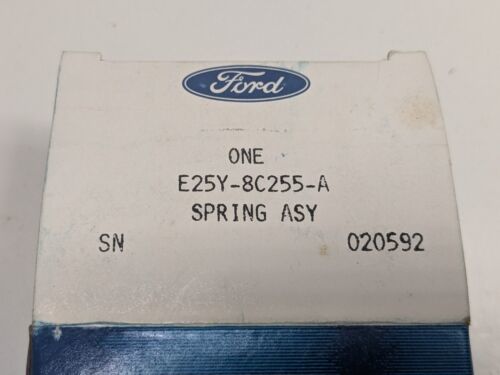 Ford
ONE
E25Y-8C255-A
SPRING ASY
SN 020592